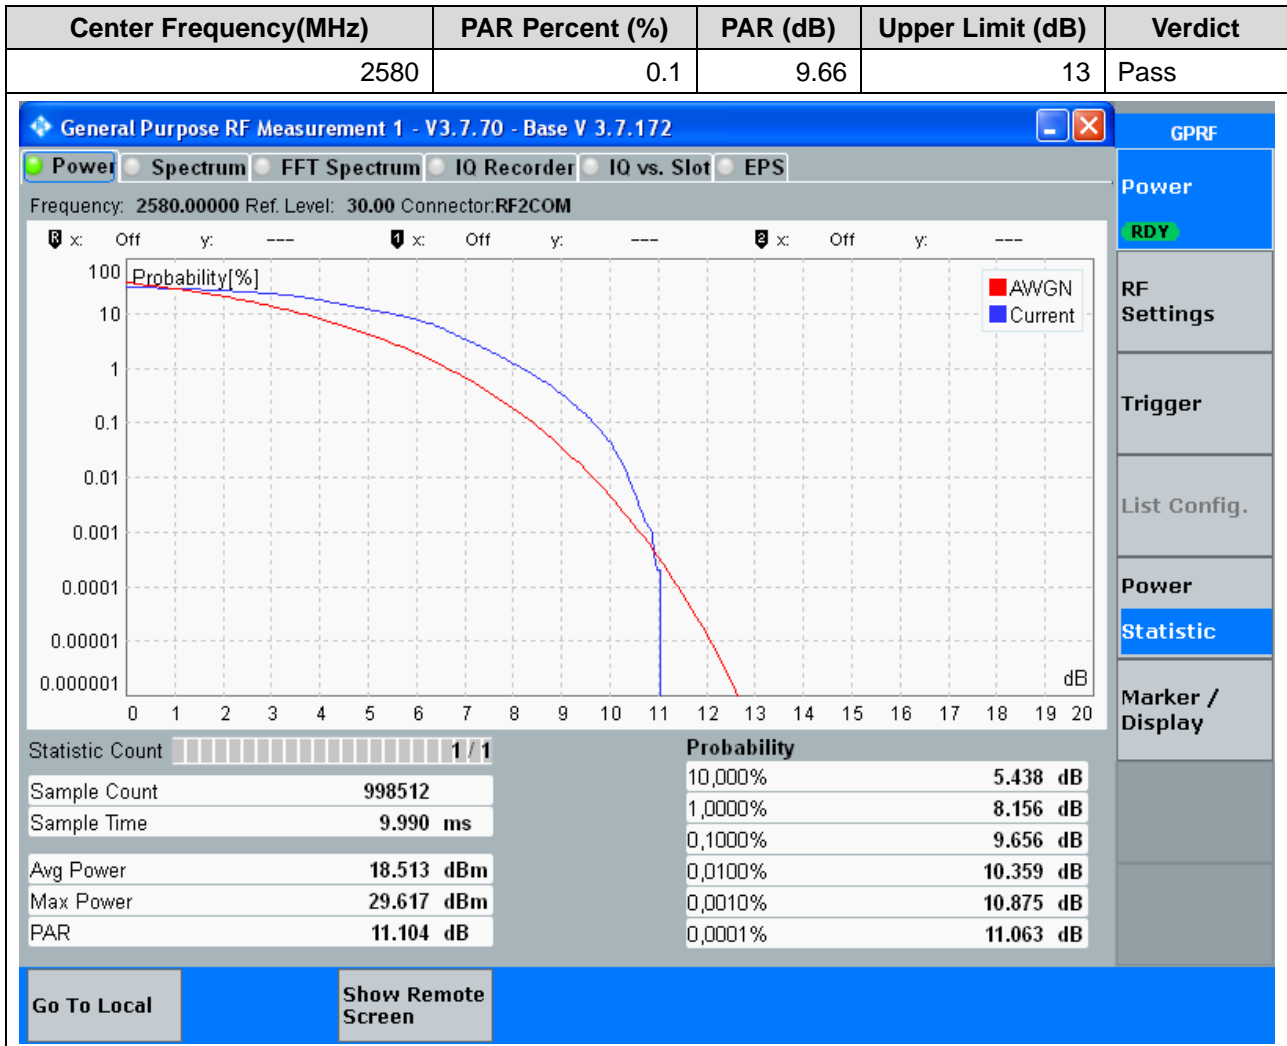 Center Frequency(MHz) PAR Percent (%) PAR (dB) Upper Limit (dB) Verdict
2580 0.1 9.66 13 Pass
General Purpose RF Measurement 1 - V3.7.70 - Base V 3.7.172
GPRF
Power Spectrum FFT Spectrum IQ Recorder IQ vs. Slot EPS
Power
RDY
Frequency: 2580.00000 Ref. Level: 30.00 Connector:RF2COM
R x: Off y: --- 1 x: Off y: --- 2 x: Off y: ---
100 Probability[%]
AWGN
Current
10
1
0.1
0.01
0.001
0.0001
0.00001
0.000001
dB
0 1 2 3 4 5 6 7 8 9 10 11 12 13 14 15 16 17 18 19 20
RF
Settings
Trigger
List Config.
Power
Statistic
Marker /
Display
Statistic Count 1 / 1
Sample Count 998512
Sample Time 9.990 ms
Avg Power 18.513 dBm
Max Power 29.617 dBm
PAR 11.104 dB
Probability
10,000% 5.438 dB
1,0000% 8.156 dB
0,1000% 9.656 dB
0,0100% 10.359 dB
0,0010% 10.875 dB
0,0001% 11.063 dB
Go To Local
Show Remote
Screen